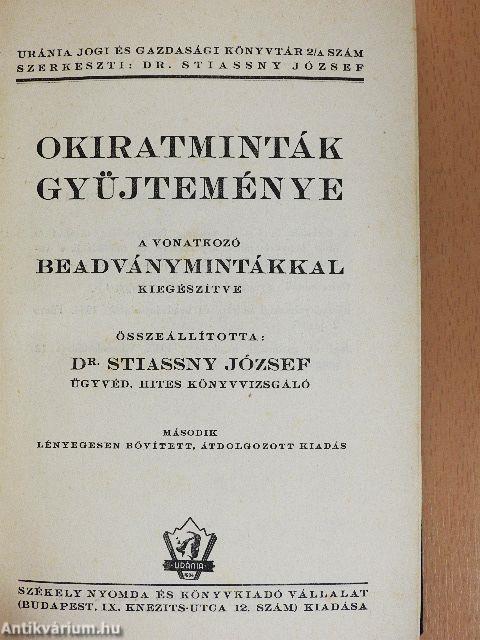 URÁNIA JOGI ÉS GAZDASÁGI KÖNYVTÁR 2/A SZÁM
SZERKESZTI: DR. STIASSNY JÓZSEF
OKIRATMINTÁK
GYÜJTEMÉNYE
A VONATKOZÓ
BEADVÁNYMINTÁKKAL
KIEGÉSZÍTVE
ÖSSZEÁLLÍTOTTA:
DR. STIASSNY JÓZSEF
ÜGYVÉD, HITES KÖNYVVIZSGÁLÓ
MÁSODIK
LÉNYEGESEN BŐVÍTETT, ÁTDOLGOZOTT KIADÁS
URÁNIA
SZÉKELY NYOMDA ÉS KÖNYVKIADÓ VÁLLALAT
(BUDAPEST, IX. KNEZITS-UTCA 12. SZÁM) KIADÁSA
Antikvárium.hu